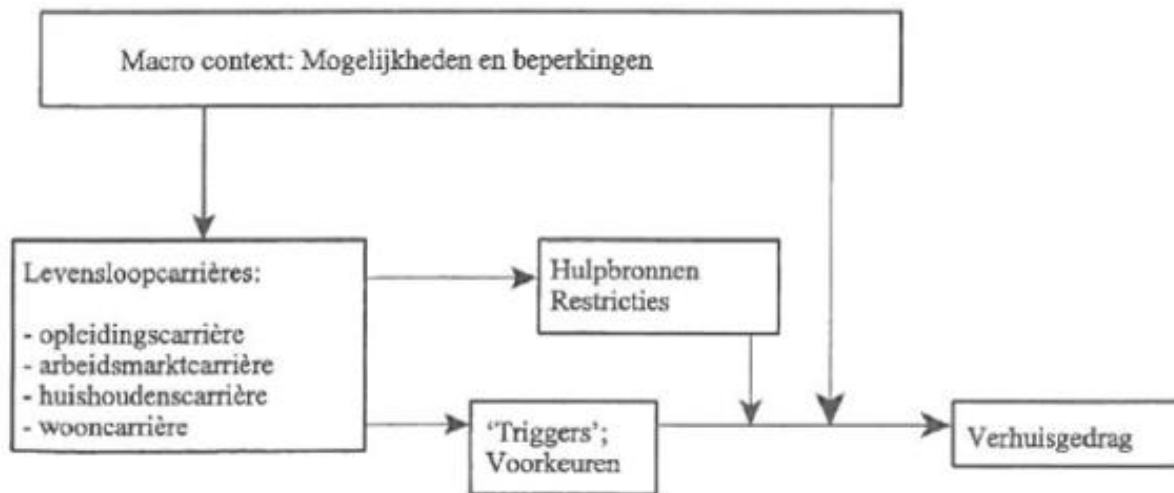 Macro context: Mogelijkheden en beperkingen
Levensloopcarrières:
- opleidingscarrière
- arbeidsmarktcarrière
- huishoudenscarrière
- wooncarrière
Hulpbronnen
Restricties
‘Triggers’;
Voorkeuren
Verhuisgedrag